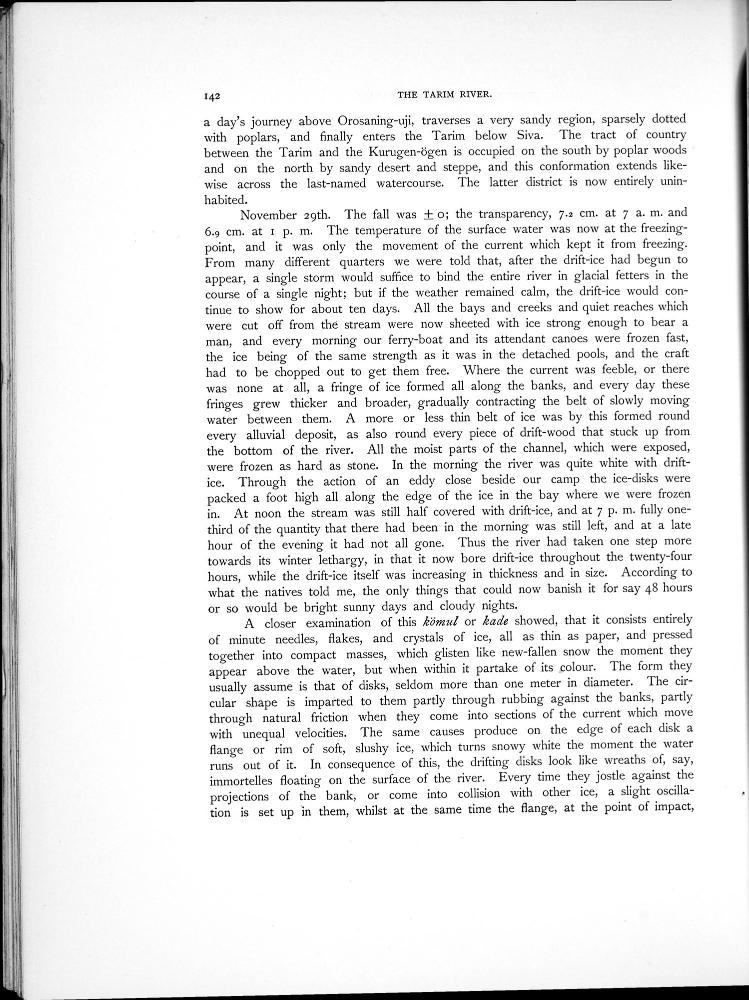 142 THE TARIM RIVER.
a day's journey above Orosaning-uji, traverses a very sandy region, sparsely dotted
with poplars, and finally enters the Tarim below Siva. The tract of country
between the Tarim and the Kurugen-ögen is occupied on the south by poplar woods
and on the north by sandy desert and steppe, and this conformation extends like-
wise across the last-named watercourse. The latter district is now entirely unin-
habited.
November 29th. The fall was ± 0; the transparency, 7.2 cm. at 7 a. m. and
6.9 cm. at 1 p. m. The temperature of the surface water was now at the freezing-
point, and it was only the movement of the current which kept it from freezing.
From many different quarters we were told that, after the drift-ice had begun to
appear, a single storm would suffice to bind the entire river in glacial fetters in the
course of a single night; but if the weather remained calm, the drift-ice would con-
tinue to show for about ten days. All the bays and creeks and quiet reaches which
were cut off from the stream were now sheeted with ice strong enough to bear a
man, and every morning our ferry-boat and its attendant canoes were frozen fast,
the ice being of the same strength as it was in the detached pools, and the craft
had to be chopped out to get them free. Where the current was feeble, or there
was none at all, a fringe of ice formed all along the banks, and every day these
fringes grew thicker and broader, gradually contracting the belt of slowly moving
water between them. A more or less thin belt of ice was by this formed round
every alluvial deposit, as also round every piece of drift-wood that stuck up from
the bottom of the river. All the moist parts of the channel, which were exposed,
were frozen as hard as stone. In the morning the river was quite white with drift-
ice. Through the action of an eddy close beside our camp the ice-disks were
packed a foot high all along the edge of the ice in the bay where we were frozen
in. At noon the stream was still half covered with drift-ice, and at 7 p. m. fully one-
third of the quantity that there had been in the morning was still left, and at a late
hour of the evening it had not all gone. Thus the river had taken one step more
towards its winter lethargy, in that it now bore drift-ice throughout the twenty-four
hours, while the drift-ice itself was increasing in thickness and in size. According to
what the natives told me, the only things that could now banish it for say 48 hours
or so would be bright sunny days and cloudy nights.
A closer examination of this kömul or kade showed, that it consists entirely
of minute needles, flakes, and crystals of ice, all as thin as paper, and pressed
together into compact masses, which glisten like new-fallen snow the moment they
appear above the water, but when within it partake of its colour. The form they
usually assume is that of disks, seldom more than one meter in diameter. The cir-
cular shape is imparted to them partly through rubbing against the banks, partly
through natural friction when they come into sections of the current which move
with unequal velocities. The same causes produce on the edge of each disk a
flange or rim of soft, slushy ice, which turns snowy white the moment the water
runs out of it. In consequence of this, the drifting disks look like wreaths of, say,
immortelles floating on the surface of the river. Every time they jostle against the
projections of the bank, or come into collision with other ice, a slight oscilla-
tion is set up in them, whilst at the same time the flange, at the point of impact,